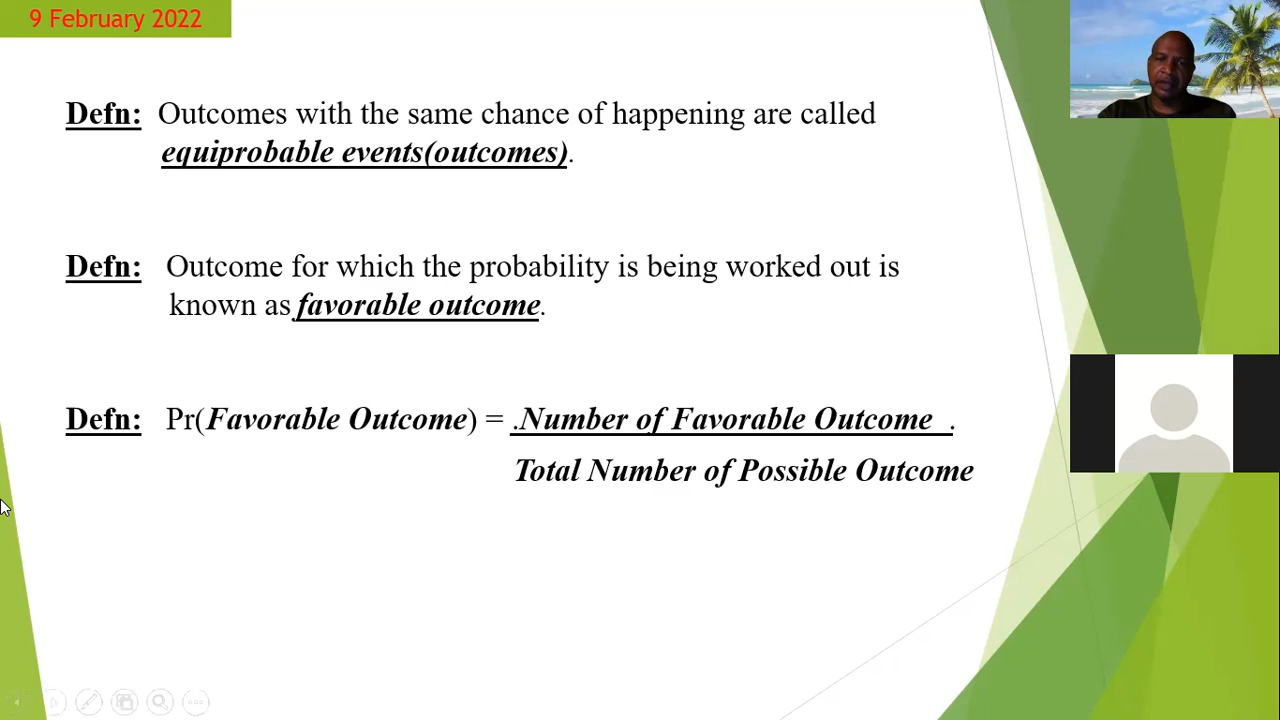 9 February 2022
Defn: Outcomes with the same chance of happening are called
equiprobable events(outcomes).
Defn: Outcome for which the probability is being worked out is
known as favorable outcome.
Defn: Pr(Favorable Outcome) = .Number of Favorable Outcome .
Total Number of Possible Outcome